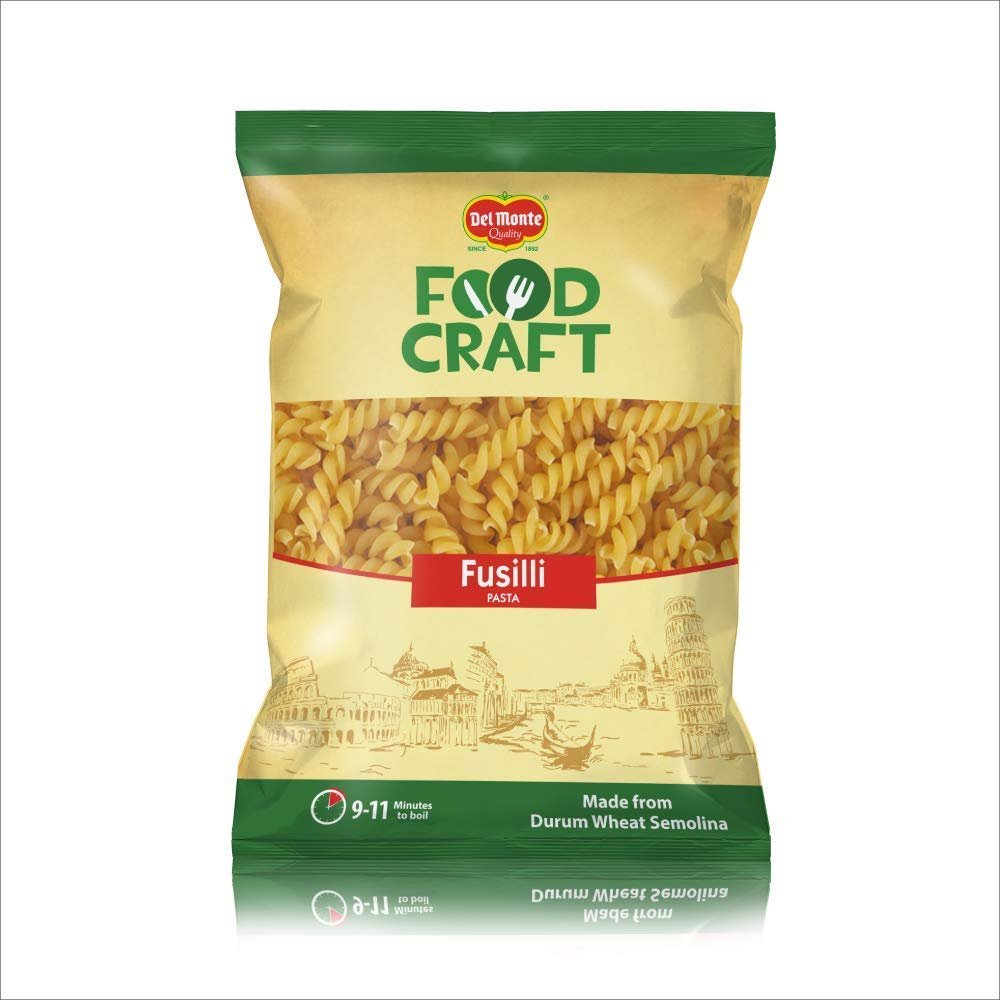 Del Monte
®
Quality
SINCE 1892
FOOD
CRAFT
Fusilli
PASTA
9-11 Minutes
to boil
Made from
Durum Wheat Semolina